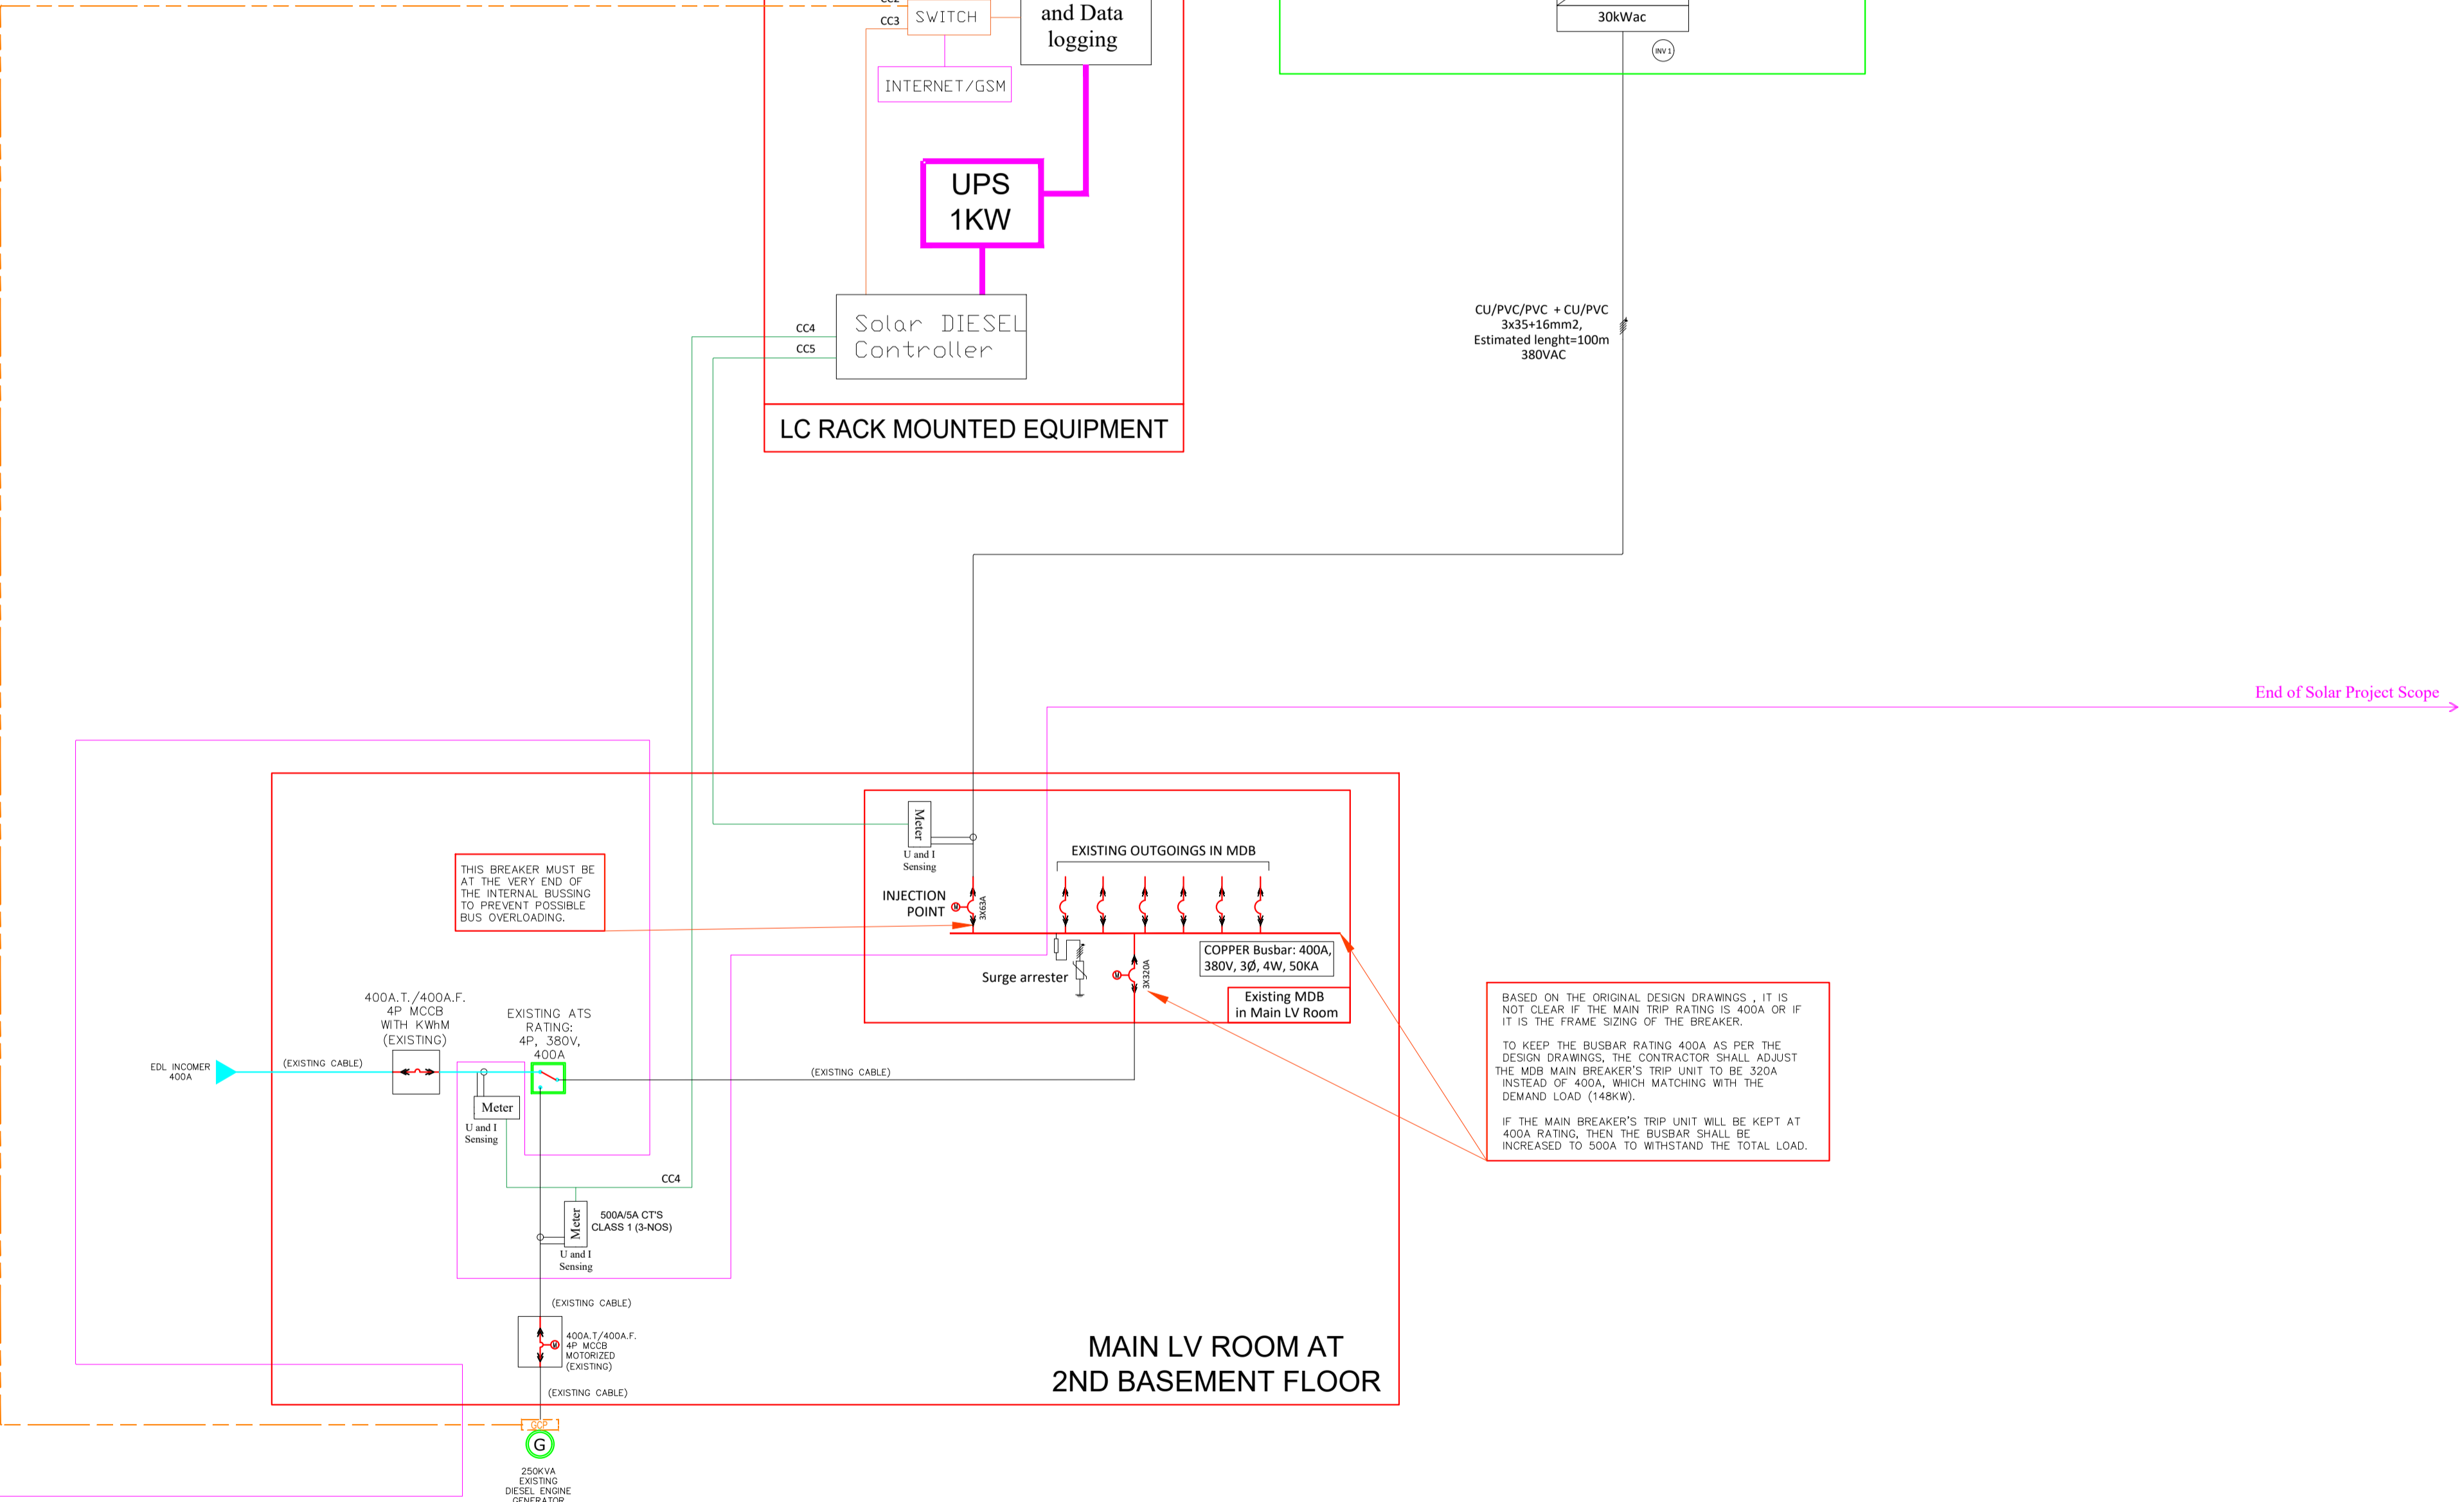 CC2
CC3
SWITCH
and Data
logging
INTERNET/GSM
UPS
1KW
CC4
CC5
Solar DIESEL
Controller
LC RACK MOUNTED EQUIPMENT
30kWac
INV 1
CU/PVC/PVC + CU/PVC
3x35+16mm2,
Estimated lenght=100m
380VAC
End of Solar Project Scope
THIS BREAKER MUST BE
AT THE VERY END OF
THE INTERNAL BUSSING
TO PREVENT POSSIBLE
BUS OVERLOADING.
Meter
U and I
Sensing
INJECTION
POINT
M
3X63A
EXISTING OUTGOINGS IN MDB
Surge arrester
M
3X320A
COPPER Busbar: 400A,
380V, 3Ø, 4W, 50KA
Existing MDB
in Main LV Room
BASED ON THE ORIGINAL DESIGN DRAWINGS , IT IS
NOT CLEAR IF THE MAIN TRIP RATING IS 400A OR IF
IT IS THE FRAME SIZING OF THE BREAKER.
TO KEEP THE BUSBAR RATING 400A AS PER THE
DESIGN DRAWINGS, THE CONTRACTOR SHALL ADJUST
THE MDB MAIN BREAKER'S TRIP UNIT TO BE 320A
INSTEAD OF 400A, WHICH MATCHING WITH THE
DEMAND LOAD (148KW).
IF THE MAIN BREAKER'S TRIP UNIT WILL BE KEPT AT
400A RATING, THEN THE BUSBAR SHALL BE
INCREASED TO 500A TO WITHSTAND THE TOTAL LOAD.
400A.T./400A.F.
4P MCCB
WITH KWhM
(EXISTING)
EXISTING ATS
RATING:
4P, 380V,
400A
EDL INCOMER
400A
(EXISTING CABLE)
(EXISTING CABLE)
Meter
U and I
Sensing
CC4
Meter
500A/5A CT'S
CLASS 1 (3-NOS)
U and I
Sensing
(EXISTING CABLE)
M
400A.T/400A.F.
4P MCCB
MOTORIZED
(EXISTING)
(EXISTING CABLE)
MAIN LV ROOM AT
2ND BASEMENT FLOOR
GCP
G
250KVA
EXISTING
DIESEL ENGINE
GENERATOR